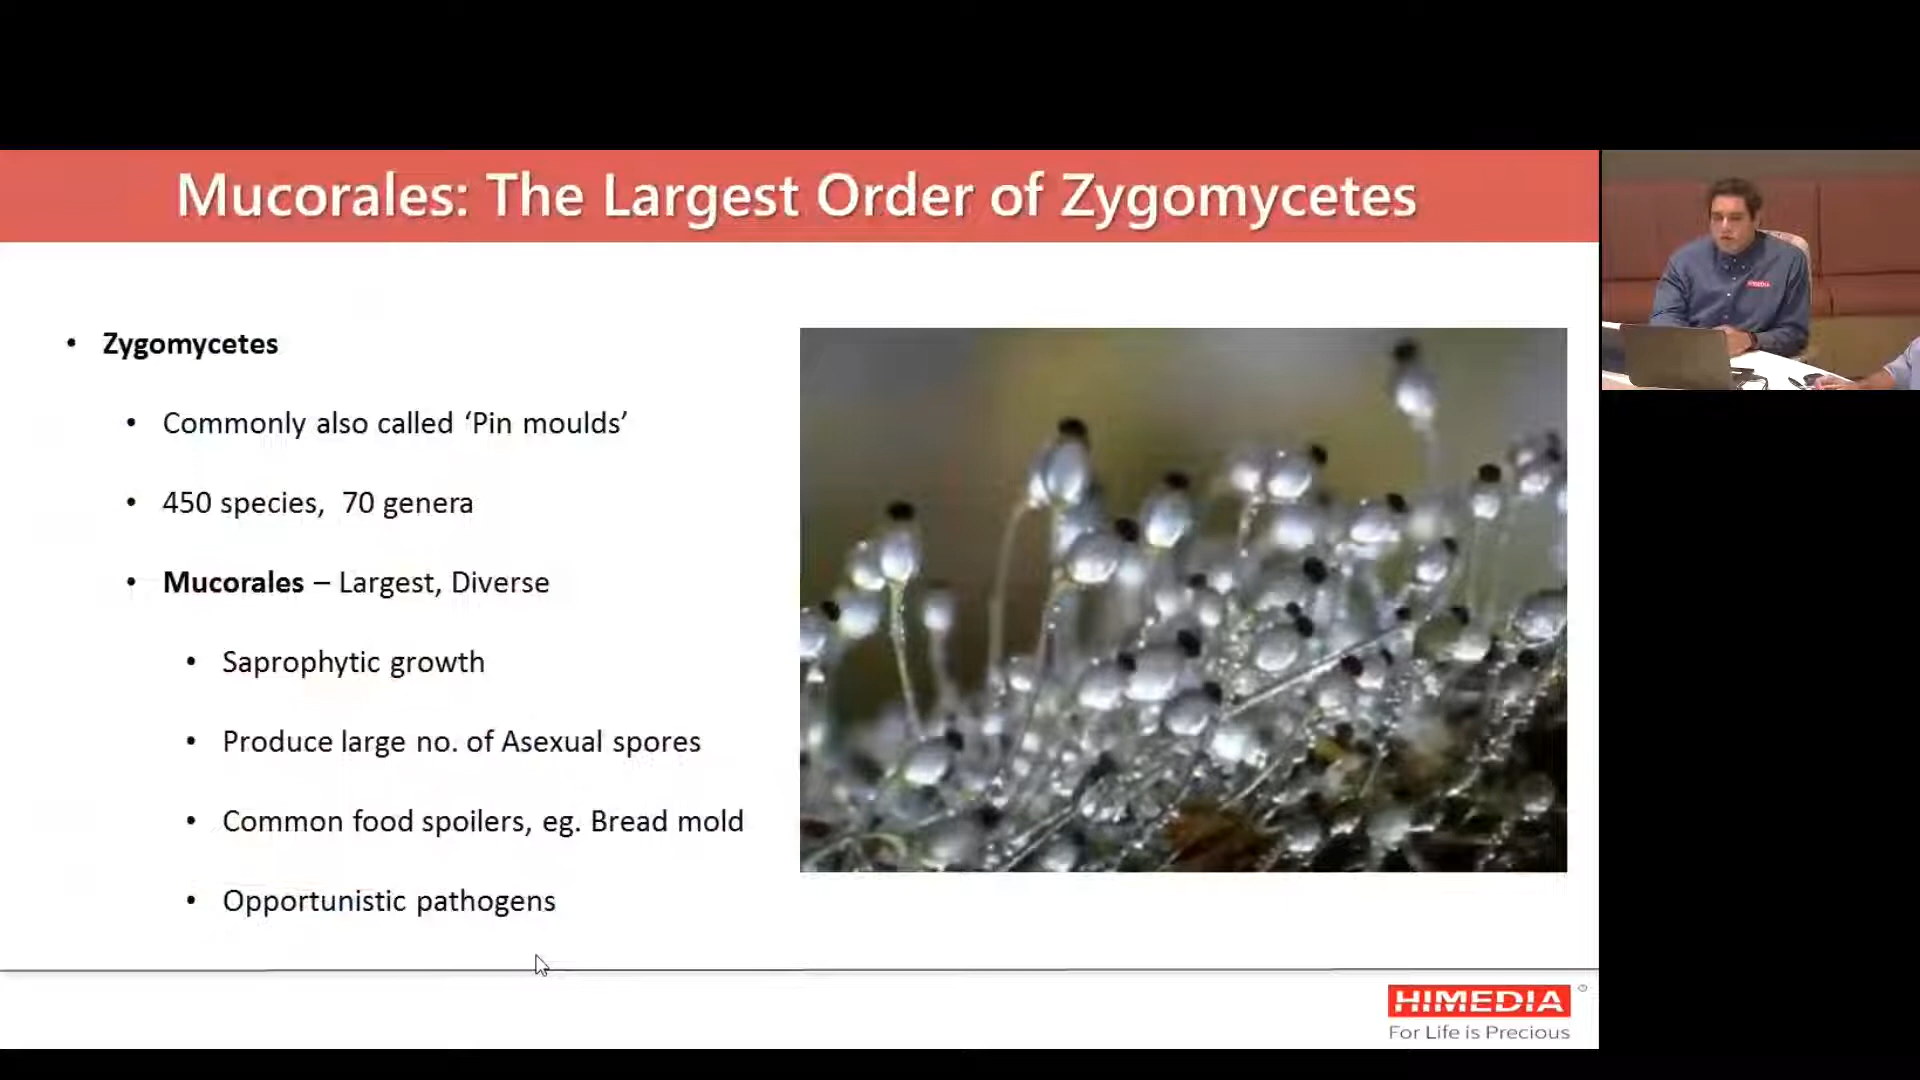 Mucorales: The Largest Order of Zygomycetes
• Zygomycetes
• Commonly also called ‘Pin moulds’
• 450 species, 70 genera
• Mucorales – Largest, Diverse
• Saprophytic growth
• Produce large no. of Asexual spores
• Common food spoilers, eg. Bread mold
• Opportunistic pathogens
HIMEDIA
For Life is Precious
HIMEDIA